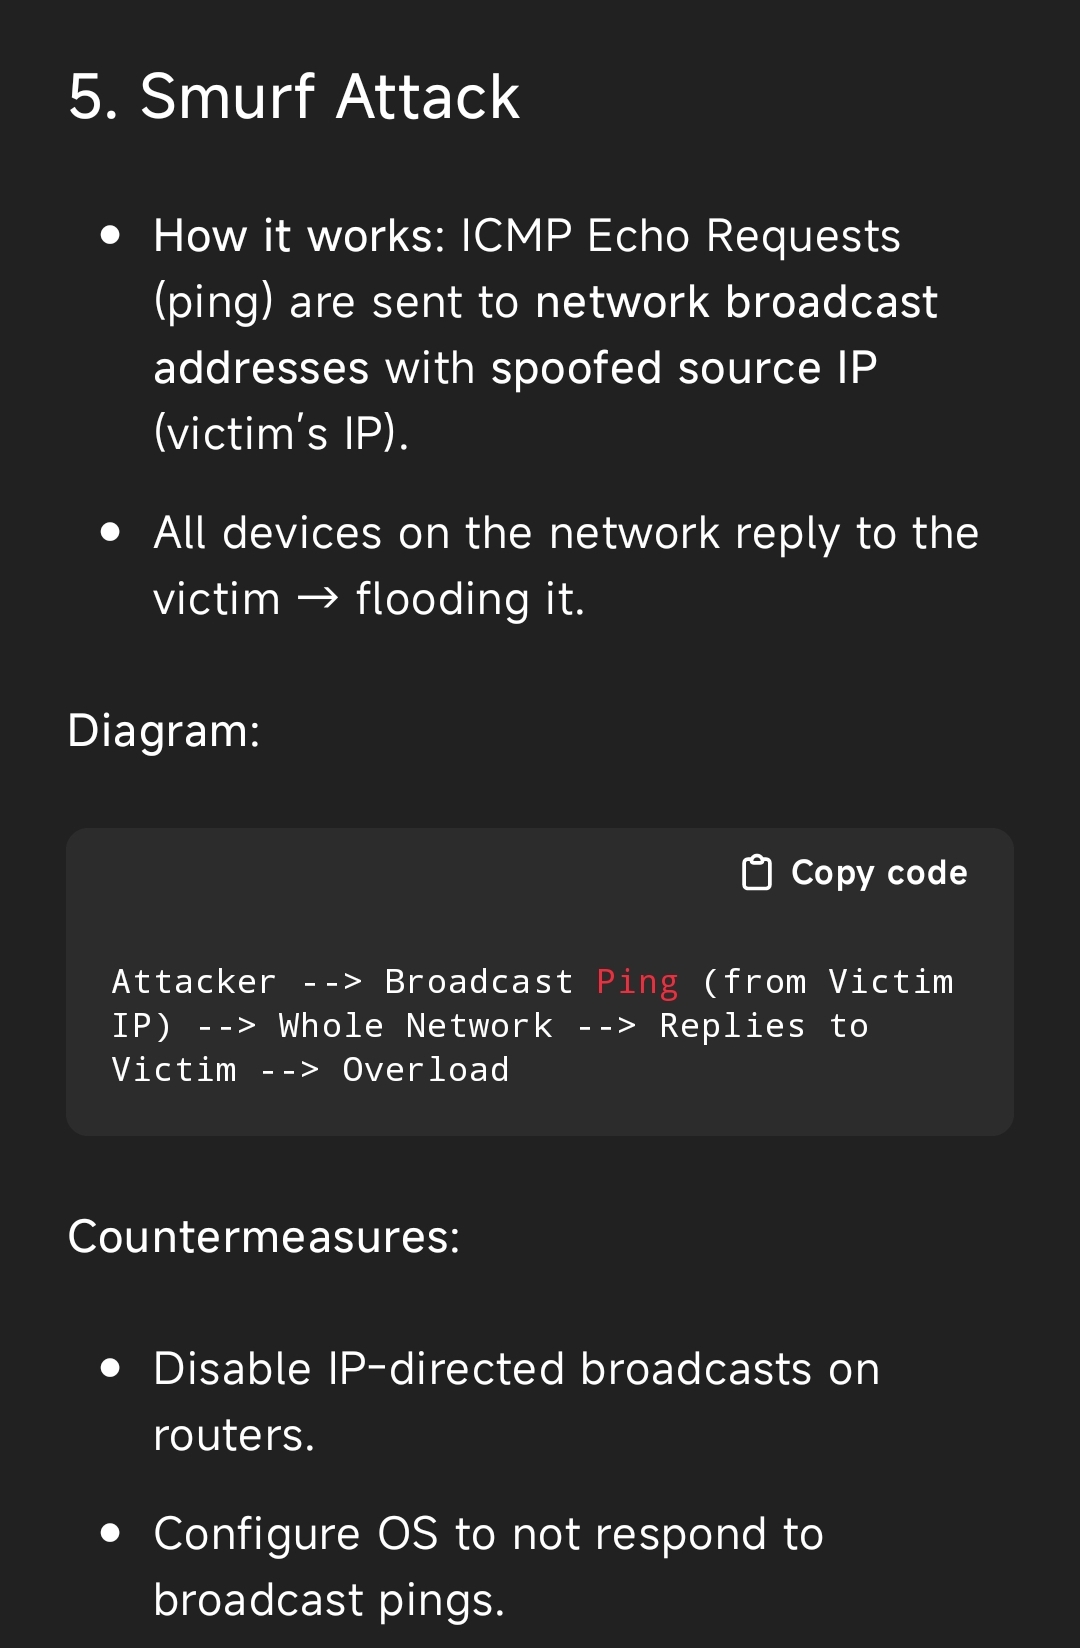 5. Smurf Attack
• How it works: ICMP Echo Requests
(ping) are sent to network broadcast
addresses with spoofed source IP
(victim's IP).
• All devices on the network reply to the
victim → flooding it.
Diagram:
Copy code
Attacker --> Broadcast Ping (from Victim
IP) --> Whole Network --> Replies to
Victim --> Overload
Countermeasures:
• Disable IP-directed broadcasts on
routers.
• Configure OS to not respond to
broadcast pings.